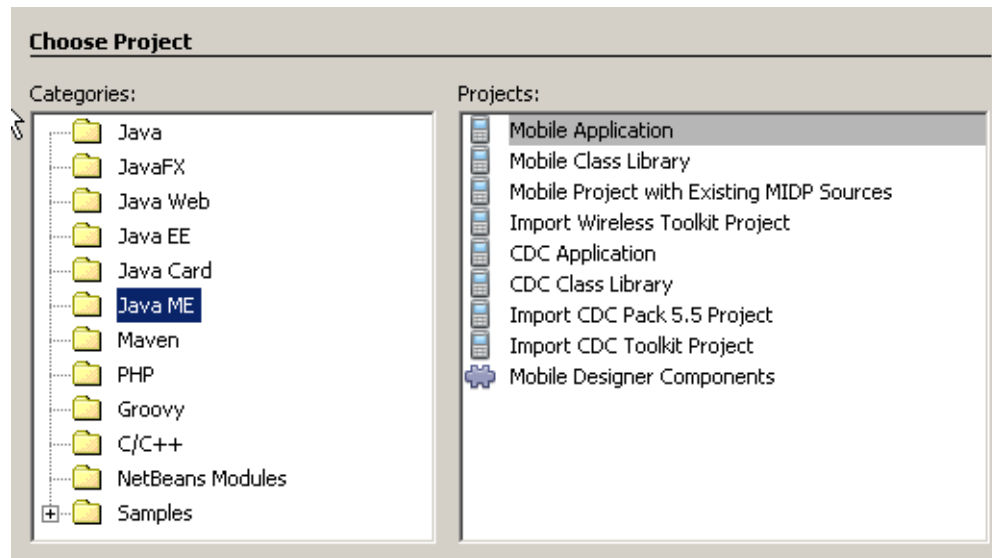 Choose Project
Categories:
Java
JavaFX
Java Web
Java EE
Java Card
Java ME
Maven
PHP
Groovy
C/C++
NetBeans Modules
Samples
Projects:
Mobile Application
Mobile Class Library
Mobile Project with Existing MIDP Sources
Import Wireless Toolkit Project
CDC Application
CDC Class Library
Import CDC Pack 5.5 Project
Import CDC Toolkit Project
Mobile Designer Components